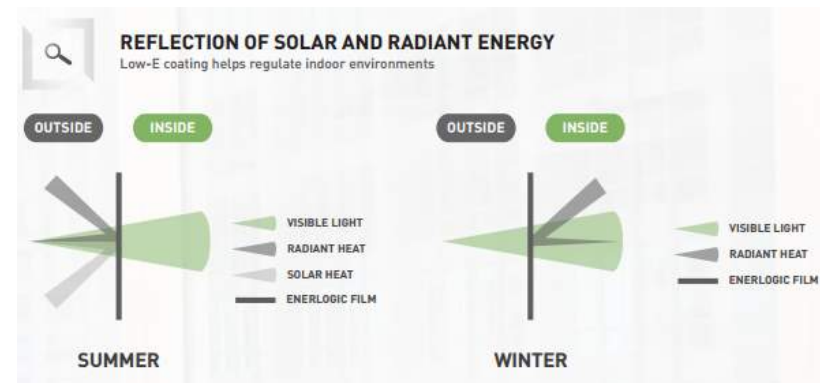 REFLECTION OF SOLAR AND RADIANT ENERGY
Low-E coating helps regulate indoor environments
OUTSIDE
INSIDE
VISIBLE LIGHT
RADIANT HEAT
SOLAR HEAT
ENERLOGIC FILM
SUMMER
OUTSIDE
INSIDE
VISIBLE LIGHT
RADIANT HEAT
ENERLOGIC FILM
WINTER